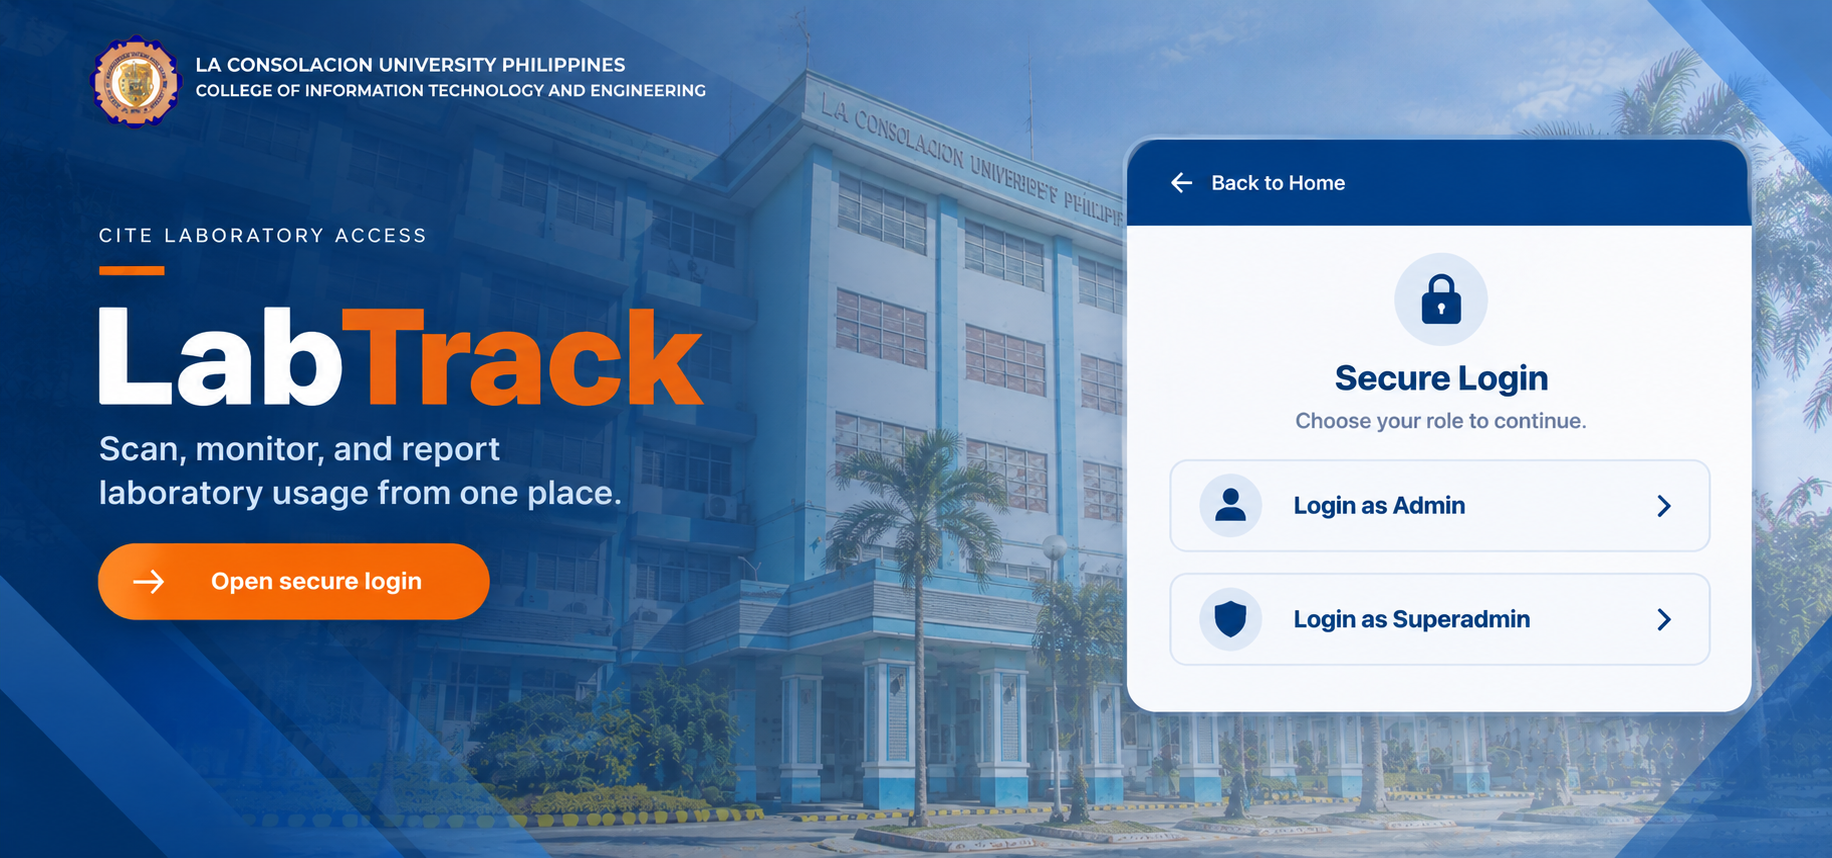 LA CONSOLACION UNIVERSITY PHILIPPINES
COLLEGE OF INFORMATION TECHNOLOGY AND ENGINEERING
CITE LABORATORY ACCESS
LabTrack
Scan, monitor, and report
laboratory usage from one place.
Open secure login
LA CONSOLACION
Back to Home
Secure Login
Choose your role to continue.
Login as Admin
Login as Superadmin